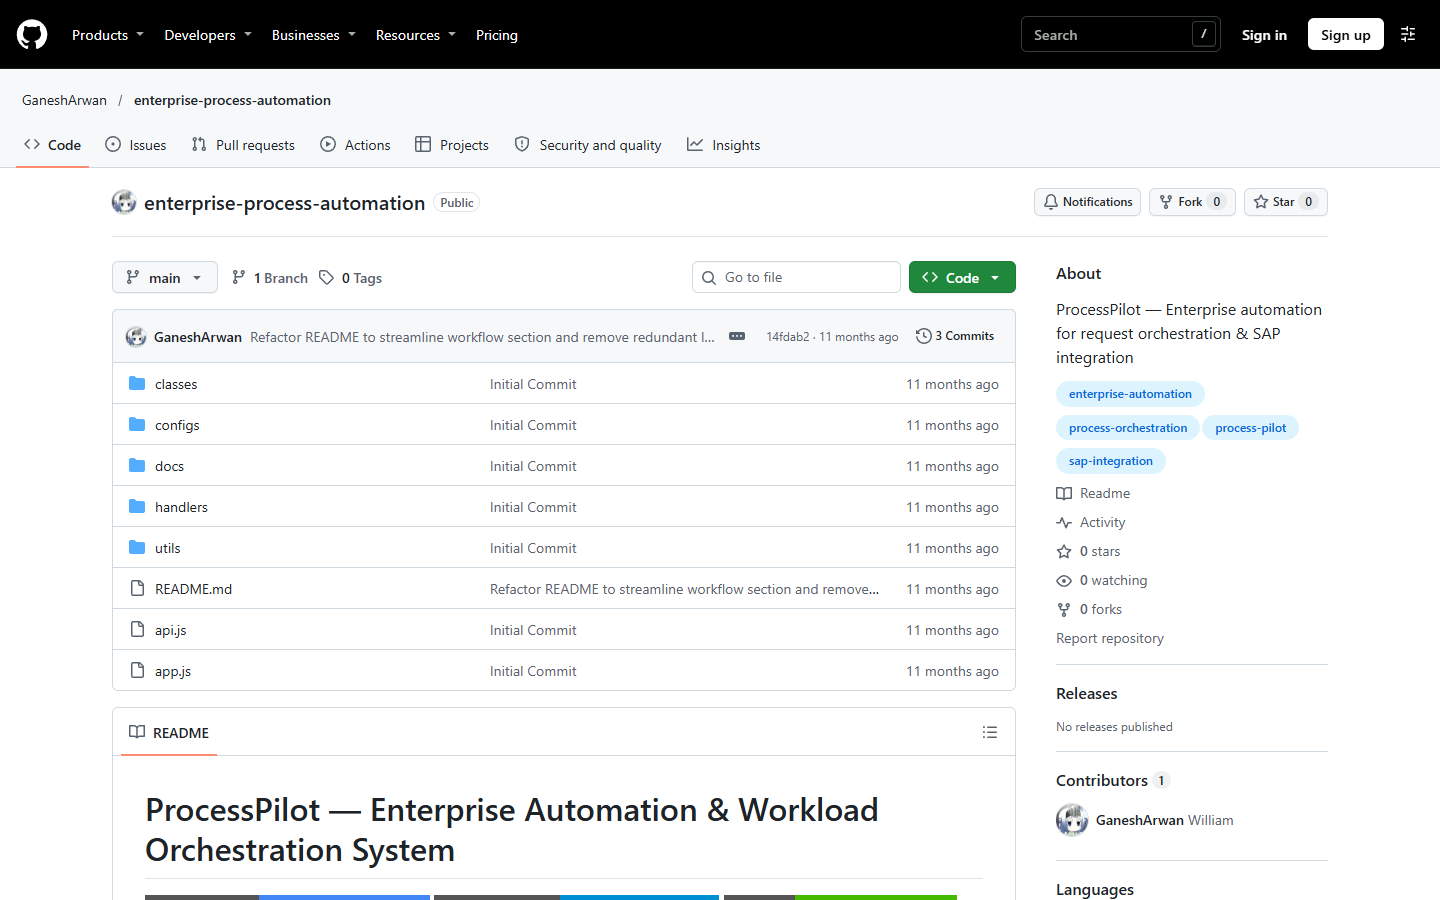 Products Developers Businesses Resources Pricing Search / Sign in Sign up
GaneshArwan / enterprise-process-automation
Code Issues Pull requests Actions Projects Security and quality Insights
enterprise-process-automation Public Notifications Fork 0 Star 0
main 1 Branch 0 Tags Go to file Code
GaneshArwan Refactor README to streamline workflow section and remove redundant l... 14fdab2 · 11 months ago 3 Commits
classes Initial Commit 11 months ago
configs Initial Commit 11 months ago
docs Initial Commit 11 months ago
handlers Initial Commit 11 months ago
utils Initial Commit 11 months ago
README.md Refactor README to streamline workflow section and remove... 11 months ago
api.js Initial Commit 11 months ago
app.js Initial Commit 11 months ago
README
ProcessPilot — Enterprise Automation & Workload
Orchestration System
About
ProcessPilot — Enterprise automation
for request orchestration & SAP
integration
enterprise-automation
process-orchestration process-pilot
sap-integration
Readme
Activity
0 stars
0 watching
0 forks
Report repository
Releases
No releases published
Contributors 1
GaneshArwan William
Languages